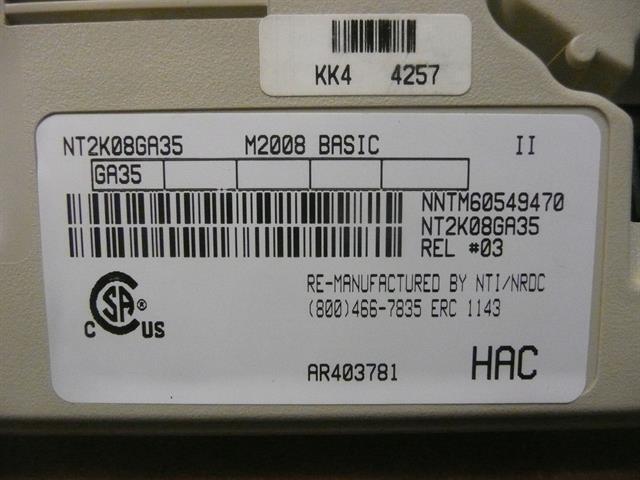 KK4 4257
NT2K08GA35 M2008 BASIC II
GA35
NNTM60549470
NT2K08GA35
REL #03
RE-MANUFACTURED BY NTI/NRDC
(800)466-7835 ERC 1143
CSA ®
C US
AR403781 HAC